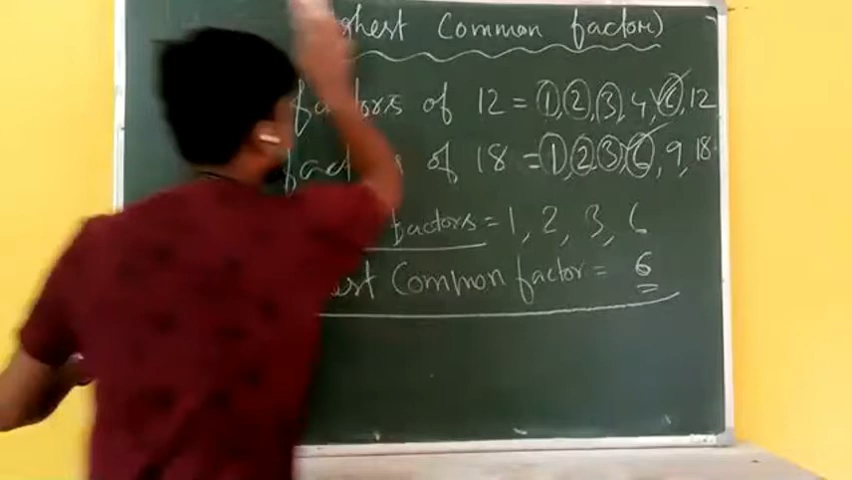 Common factor)
of 12 = 1, 2, 3, 4, 6, 12
of 18 = 1, 2, 3, 6, 9, 18
factors = 1, 2, 3, 6
Common factor = 6